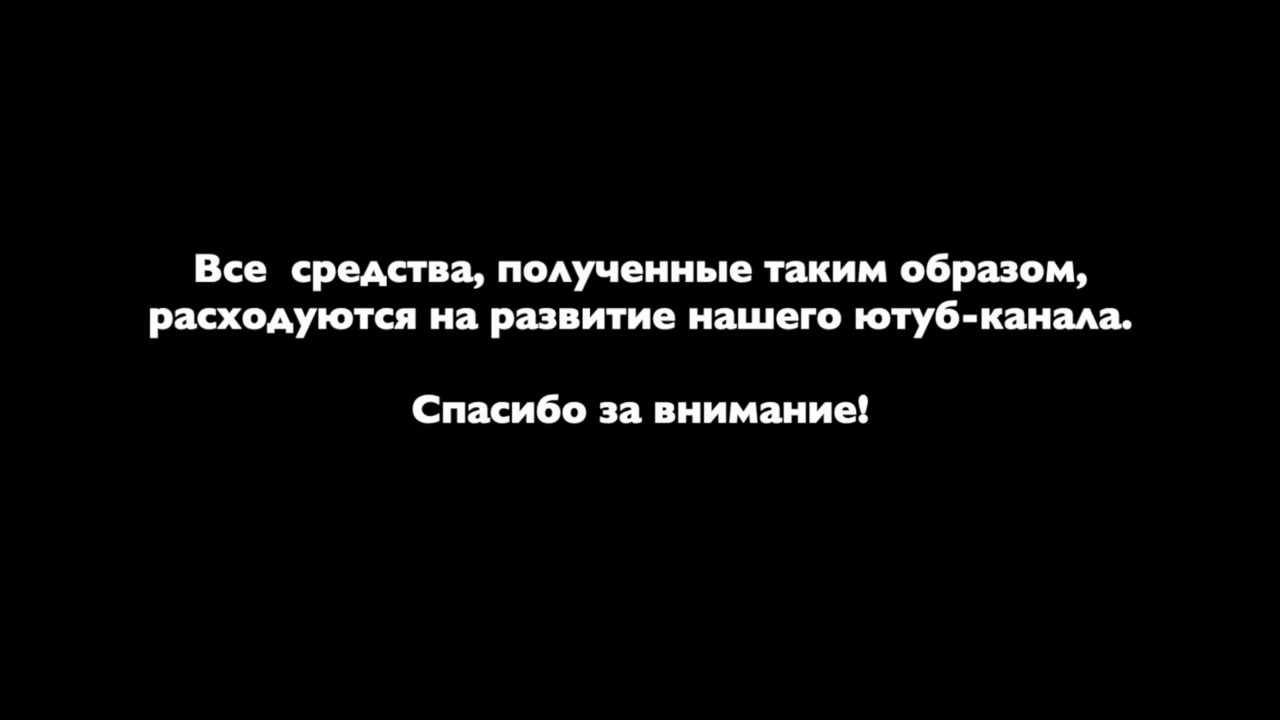 Все  средства, полученные таким образом,
расходуются на развитие нашего ютуб-канала.
Спасибо за внимание!